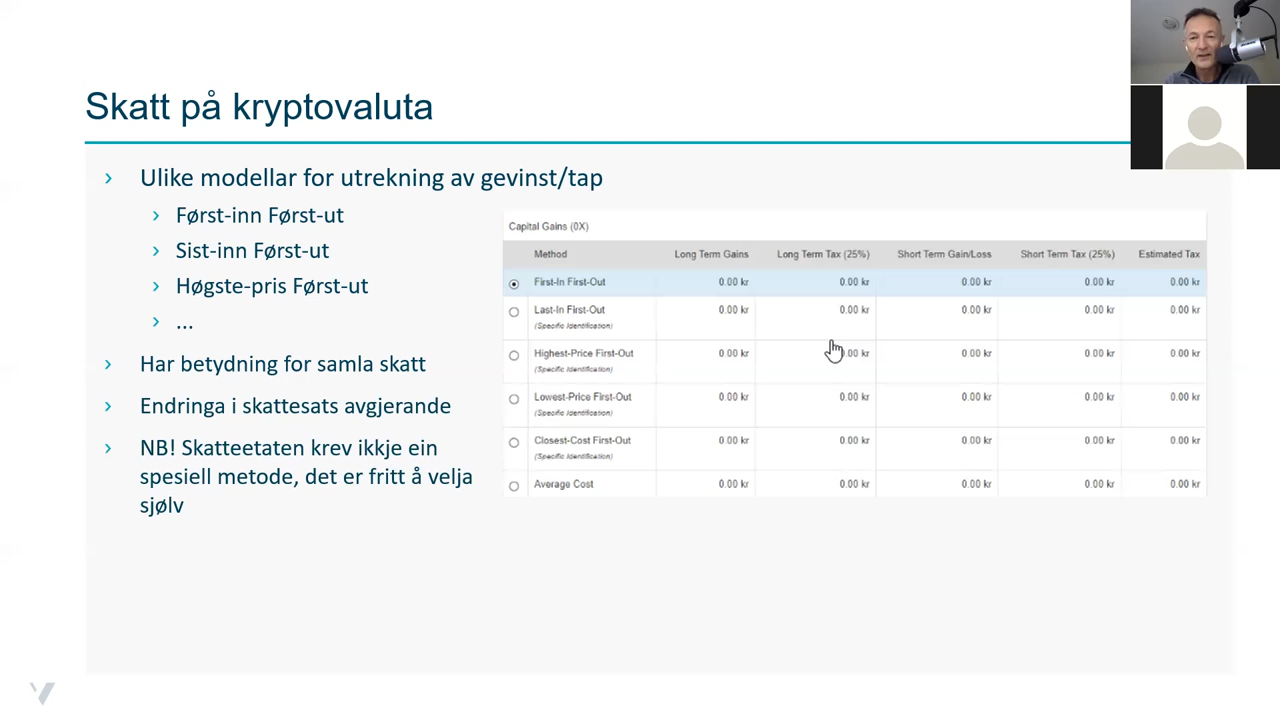 Skatt på kryptovaluta
Ulike modellar for utrekning av gevinst/tap
Først-inn Først-ut
Sist-inn Først-ut
Høgste-pris Først-ut
...
Har betydning for samla skatt
Endringa i skattesats avgjerande
NB! Skatteetaten krev ikkje ein
spesiell metode, det er fritt å velja
sjølv
Capital Gains (0X)
Method Long Term Gains Long Term Tax (25%) Short Term Gain/Loss Short Term Tax (25%) Estimated Tax
First-In First-Out 0.00 kr 0.00 kr 0.00 kr 0.00 kr 0.00 kr
Last-In First-Out 0.00 kr 0.00 kr 0.00 kr 0.00 kr 0.00 kr
(Specific Identification)
Highest-Price First-Out 0.00 kr 0.00 kr 0.00 kr 0.00 kr 0.00 kr
(Specific Identification)
Lowest-Price First-Out 0.00 kr 0.00 kr 0.00 kr 0.00 kr 0.00 kr
(Specific Identification)
Closest-Cost First-Out 0.00 kr 0.00 kr 0.00 kr 0.00 kr 0.00 kr
(Specific Identification)
Average Cost 0.00 kr 0.00 kr 0.00 kr 0.00 kr 0.00 kr